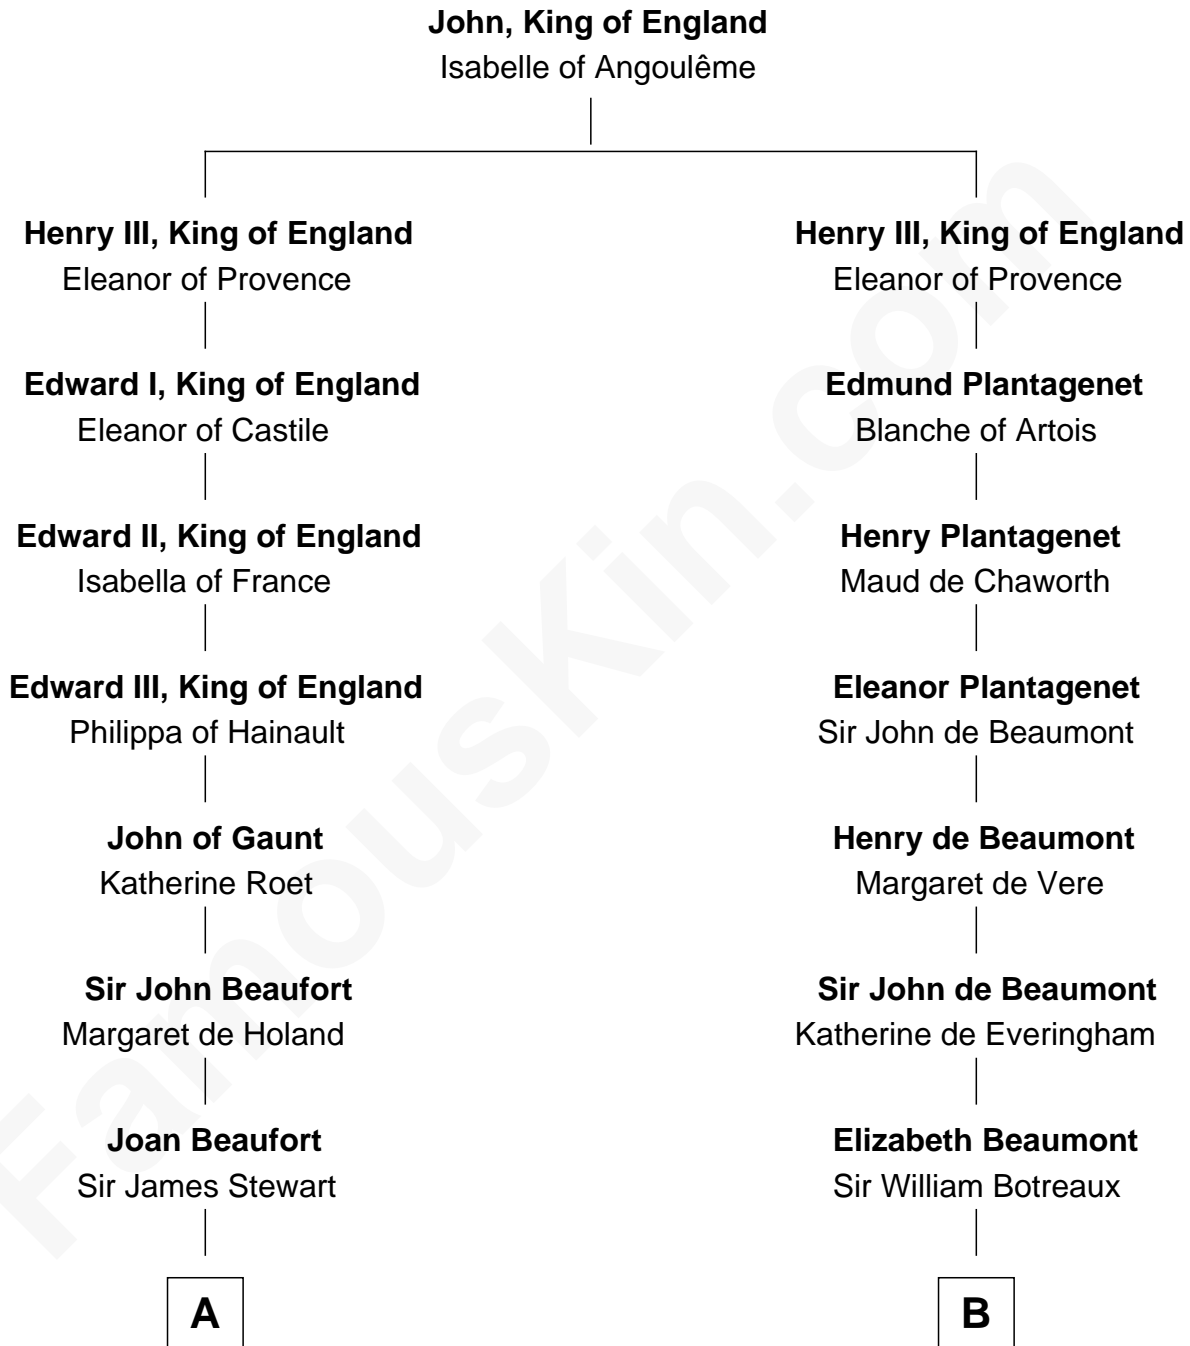 John, King of England
Isabelle of Angoulême
Henry III, King of England
Eleanor of Provence
Edward I, King of England
Eleanor of Castile
Edward II, King of England
Isabella of France
Edward III, King of England
Philippa of Hainault
John of Gaunt
Katherine Roet
Sir John Beaufort
Margaret de Holand
Joan Beaufort
Sir James Stewart
A
Henry III, King of England
Eleanor of Provence
Edmund Plantagenet
Blanche of Artois
Henry Plantagenet
Maud de Chaworth
Eleanor Plantagenet
Sir John de Beaumont
Henry de Beaumont
Margaret de Vere
Sir John de Beaumont
Katherine de Everingham
Elizabeth Beaumont
Sir William Botreaux
B
FamousKin.com